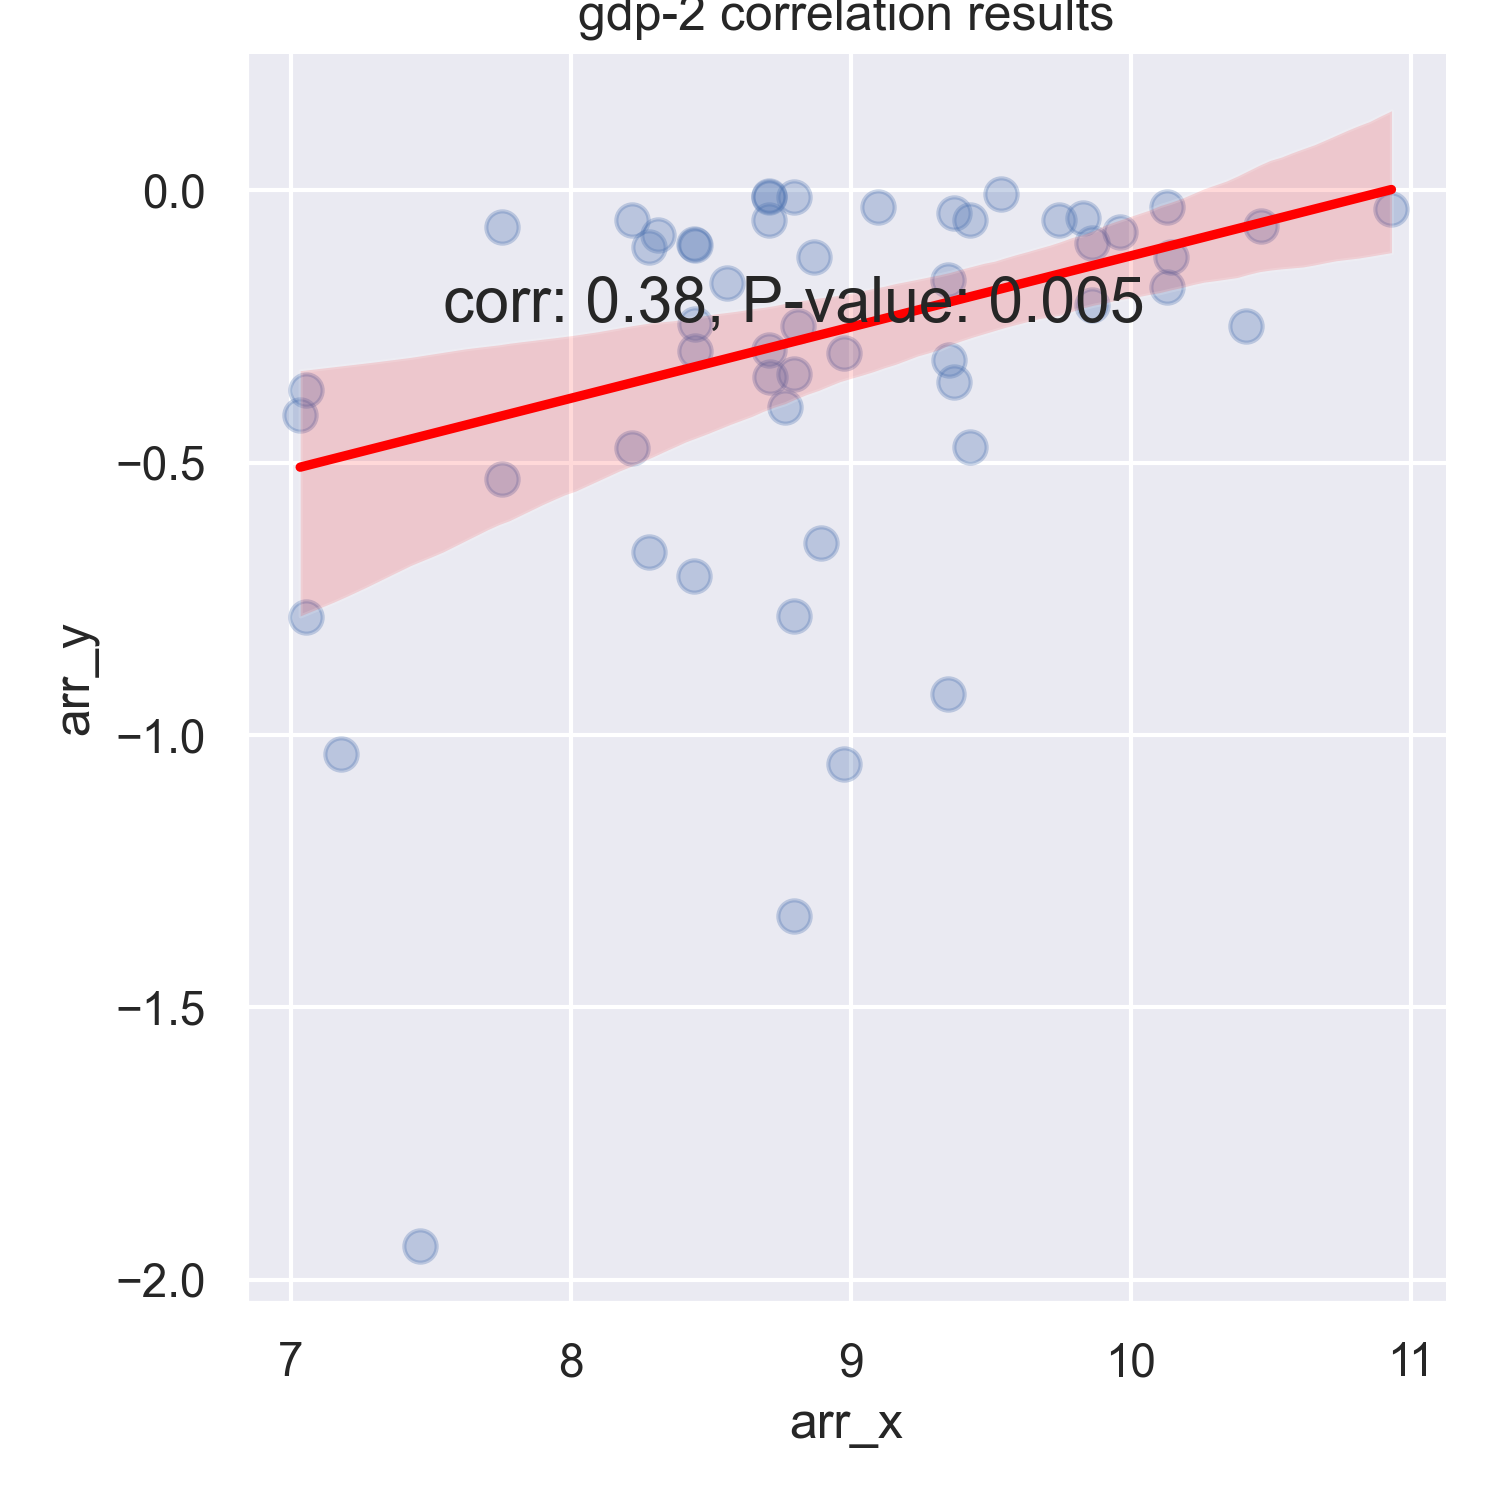 gdp-2 correlation results
0.0
corr: 0.38, P-value: 0.005
−0.5
−1.0
−1.5
−2.0
arr_y
7 8 9 10 11
arr_x